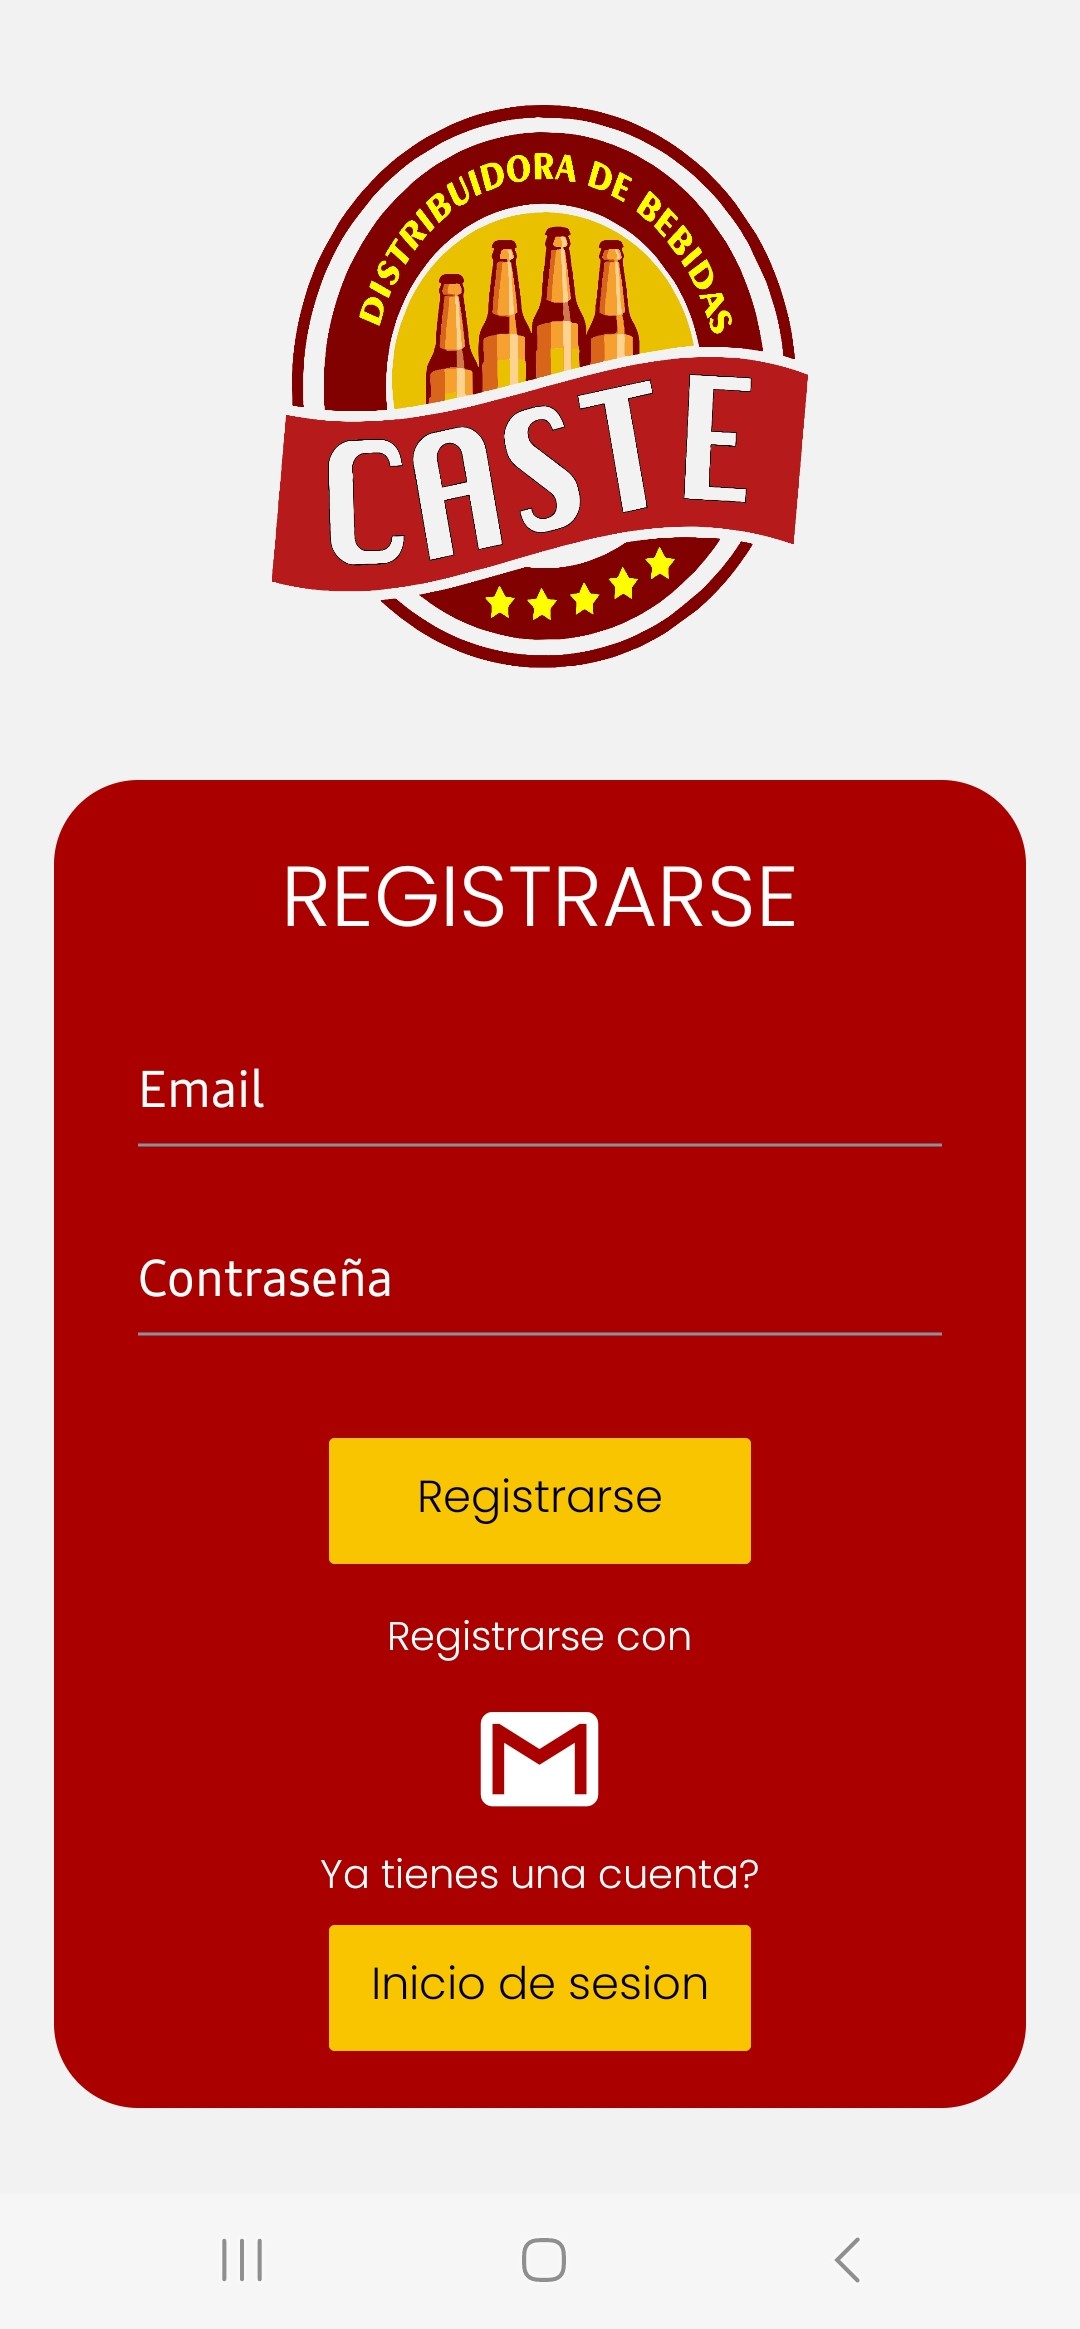 DISTRIBUIDORA DE BEBIDAS
CASTE
REGISTRARSE
Email
Contraseña
Registrarse
Registrarse con
Ya tienes una cuenta?
Inicio de sesion